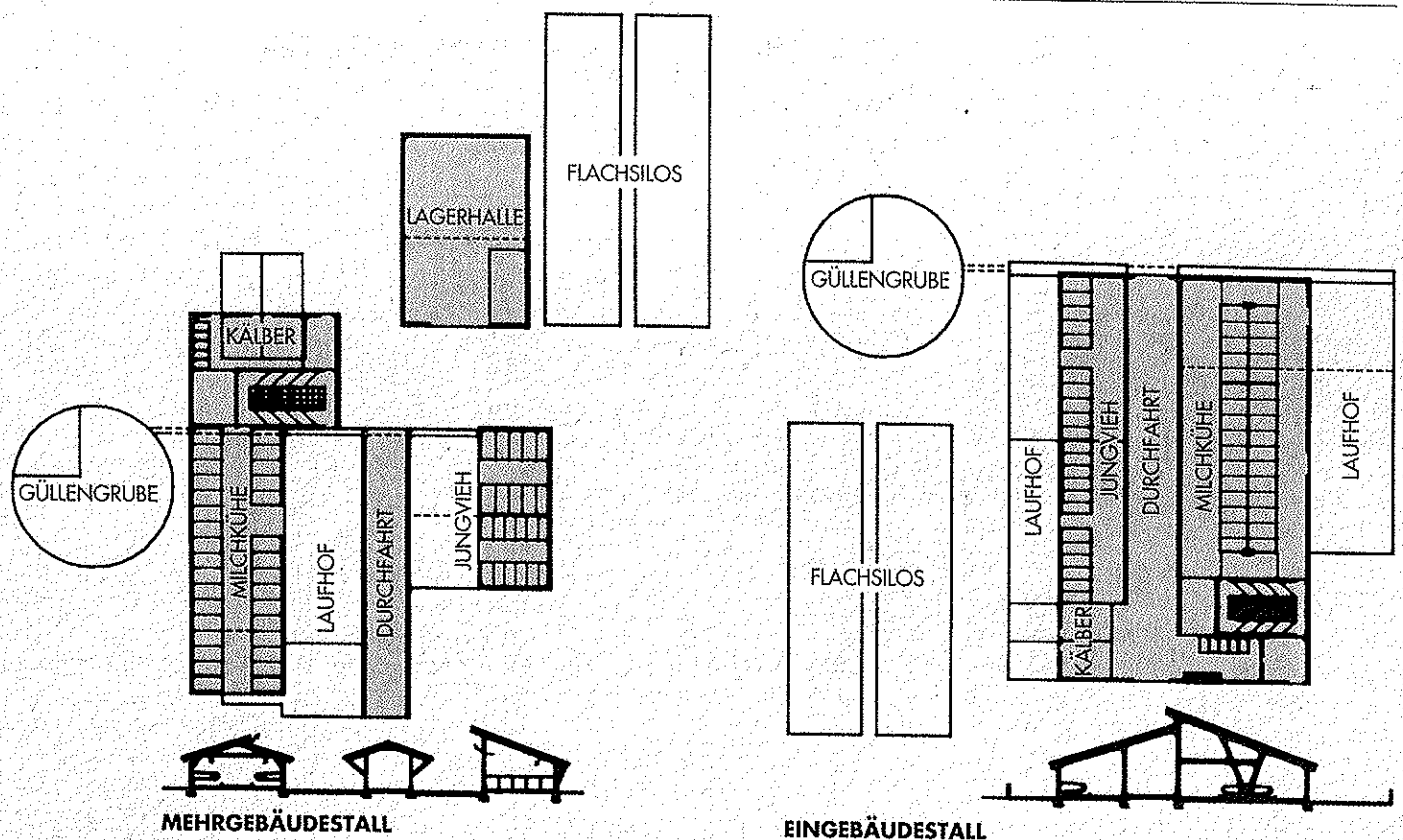 FLACHSILOS
LAGERHALLE
KÄLBER
GÜLLENGRUBE
MILCHKÜHE
LAUFHOF
DURCHFAHRT
JUNGVIEH
MEHRGEBÄUDESTALL
GÜLLENGRUBE
FLACHSILOS
LAUFHOF
JUNGVIEH
KÄLBER
DURCHFAHRT
MILCHKÜHE
LAUFHOF
EINGEBÄUDESTALL